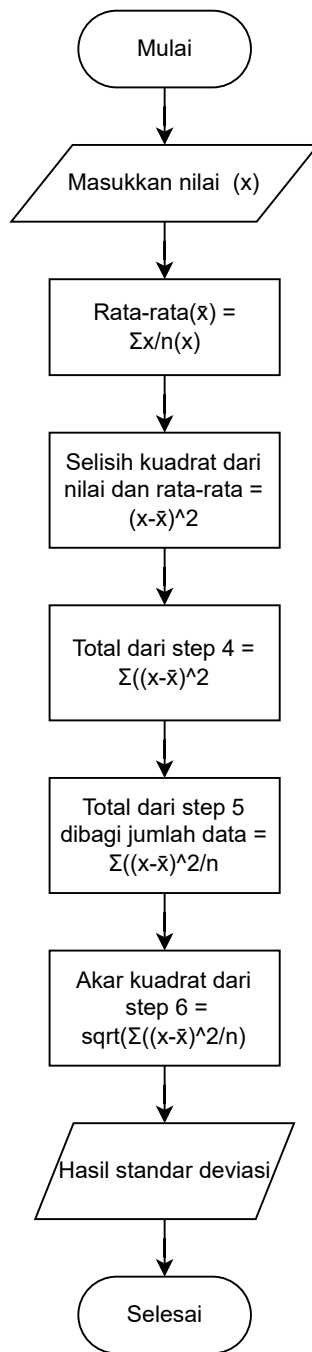 Mulai
Masukkan nilai (x)
Rata-rata(x̄) =
Σx/n(x)
Selisih kuadrat dari
nilai dan rata-rata =
(x-x̄)^2
Total dari step 4 =
Σ((x-x̄)^2
Total dari step 5
dibagi jumlah data =
Σ((x-x̄)^2/n
Akar kuadrat dari
step 6 =
sqrt(Σ((x-x̄)^2/n)
Hasil standar deviasi
Selesai